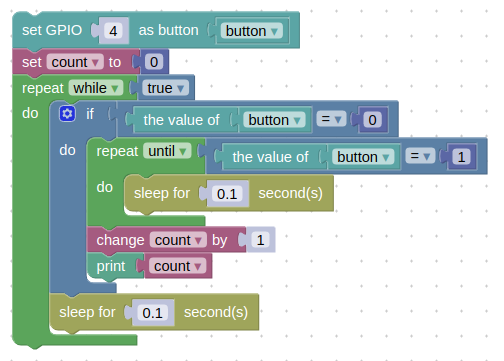 set GPIO 4 as button button
set count to 0
repeat while true
do if the value of button = 0
do repeat until the value of button = 1
do sleep for 0.1 second(s)
change count by 1
print count
sleep for 0.1 second(s)